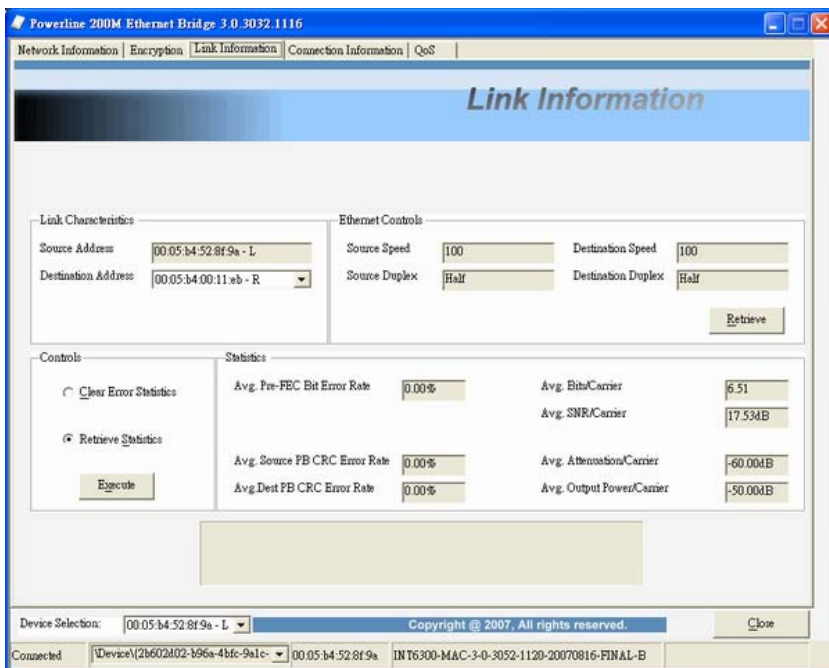 Powerline 200M Ethernet Bridge 3.0.3032.1116
Network Information Encryption Link Information Connection Information QoS
Link Information
Link Characteristics
Source Address 00:05:b4:52:8f:9a - L
Destination Address 00:05:b4:00:11:eb - R
Ethernet Controls
Source Speed 100 Destination Speed 100
Source Duplex Half Destination Duplex Half
Retrieve
Controls
Clear Error Statistics
Retrieve Statistics
Execute
Statistics
Avg. Pre-FEC Bit Error Rate 0.00% Avg. Bits/Carrier 6.51
Avg. SNR/Carrier 17.53dB
Avg. Source PB CRC Error Rate 0.00% Avg. Attenuation/Carrier -60.00dB
Avg.Dest PB CRC Error Rate 0.00% Avg. Output Power/Carrier -50.00dB
Device Selection: 00:05:b4:52:8f:9a - L Copyright @ 2007, All rights reserved. Close
Connected \Device\{2b602d02-b96a-4bfc-9a1c- 00:05:b4:52:8f:9a INT6300-MAC-3-0-3052-1120-20070816-FINAL-B